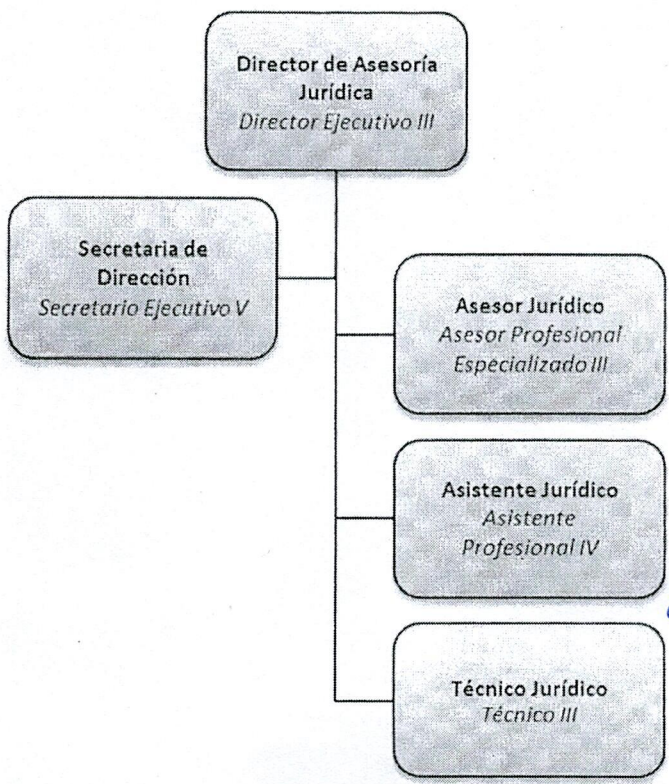 Director de Asesoría
Jurídica
Director Ejecutivo III
Secretaria de
Dirección
Secretario Ejecutivo V
Asesor Jurídico
Asesor Profesional
Especializado III
Asistente Jurídico
Asistente
Profesional IV
Técnico Jurídico
Técnico III